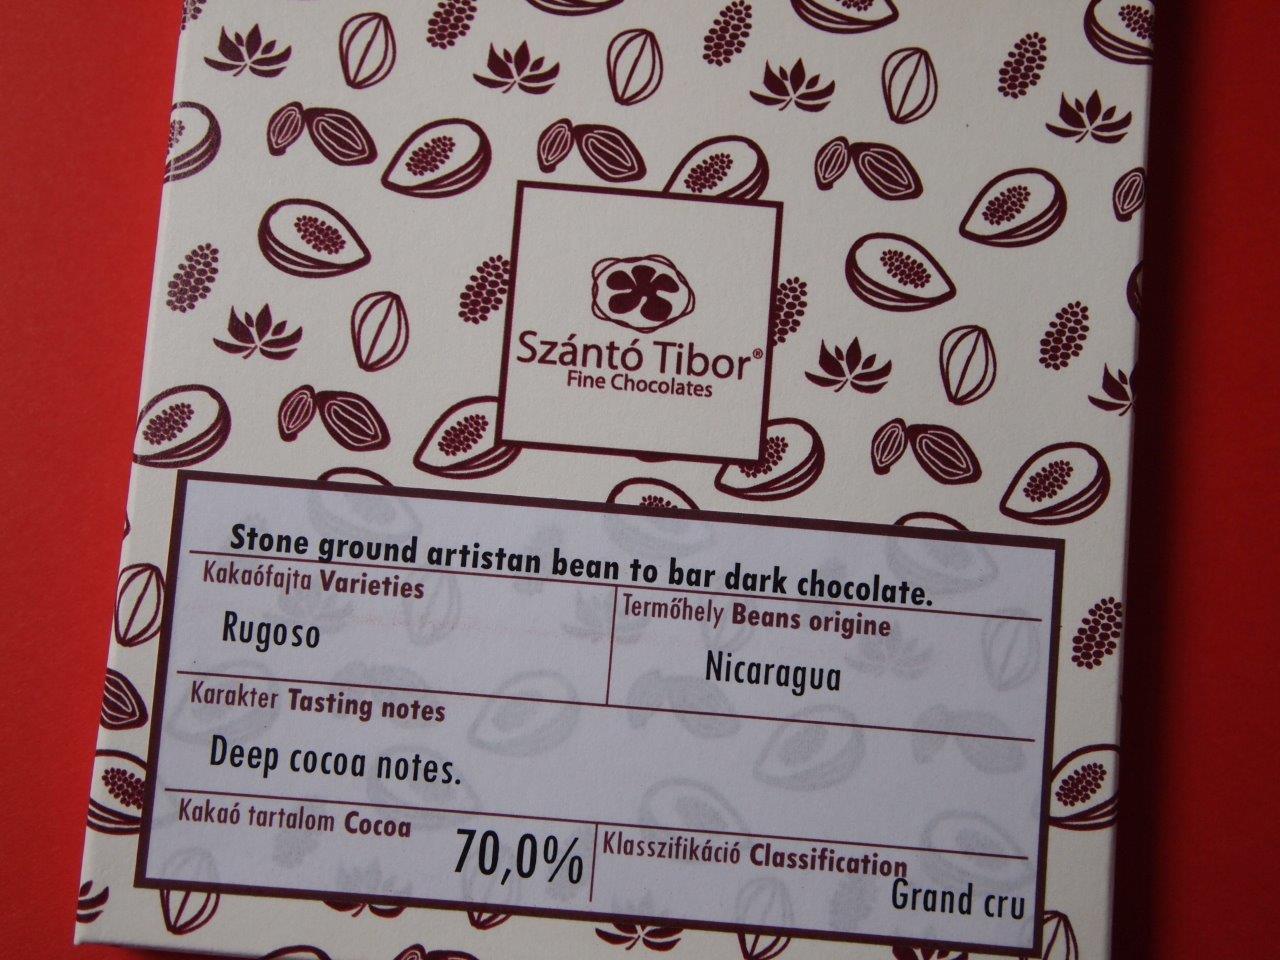 Szántó Tibor®
Fine Chocolates
Stone ground artistan bean to bar dark chocolate.
Kakaófajta Varieties
Rugoso
Termőhely Beans origine
Nicaragua
Karakter Tasting notes
Deep cocoa notes.
Kakaó tartalom Cocoa
70,0%
Klasszifikáció Classification
Grand cru